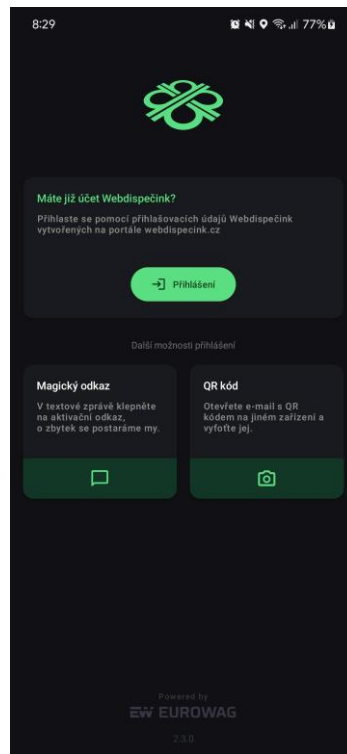 8:29
77%
Máte již účet Webdispečink?
Přihlaste se pomocí přihlašovacích údajů Webdispečink
vytvořených na portále webdispecink.cz
Přihlášení
Další možnosti přihlášení
Magický odkaz
V textové zprávě klepněte
na aktivační odkaz,
o zbytek se postaráme my.
QR kód
Otevřete e-mail s QR
kódem na jiném zařízení a
vyfoťte jej.
Powered by
EW EUROWAG
2.3.0